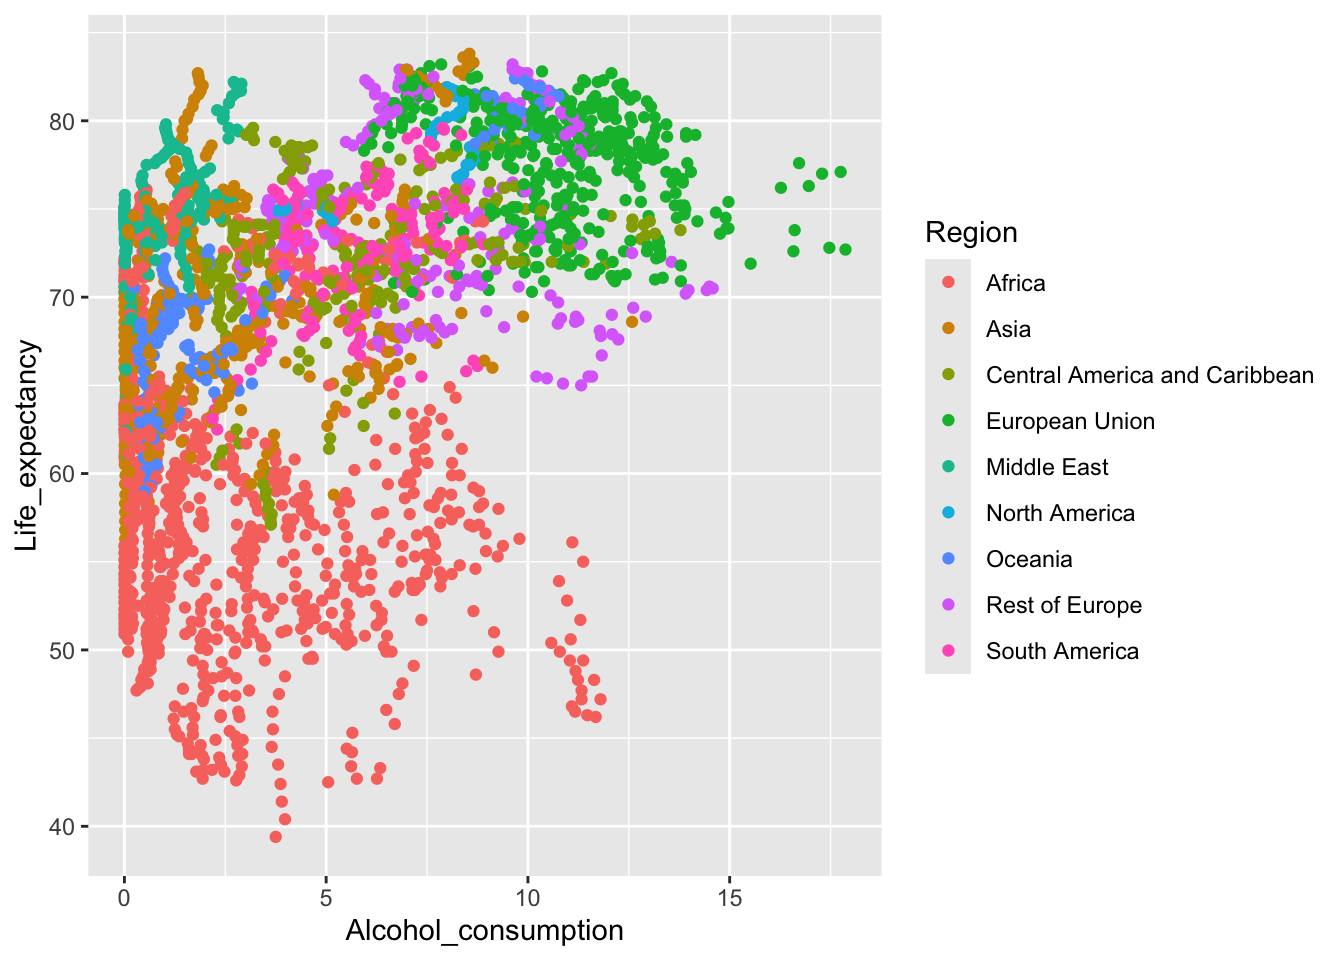 Life_expectancy
80
70
60
50
40
0
5
10
15
Alcohol_consumption
Region
Africa
Asia
Central America and Caribbean
European Union
Middle East
North America
Oceania
Rest of Europe
South America